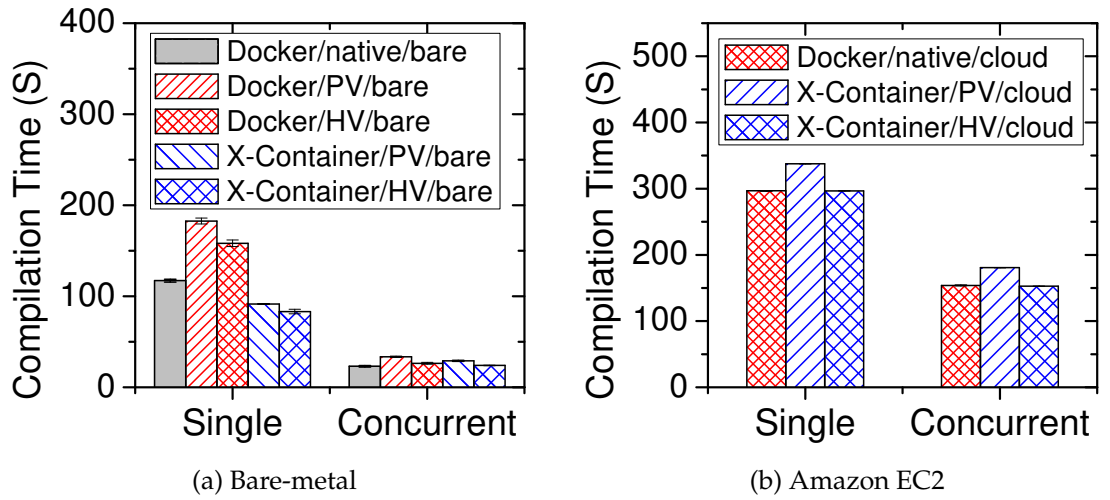 Compilation Time (S)
400
300
200
100
0
Docker/native/bare
Docker/PV/bare
Docker/HV/bare
X-Container/PV/bare
X-Container/HV/bare
Single Concurrent
(a) Bare-metal
Compilation Time (S)
500
400
300
200
100
0
Docker/native/cloud
X-Container/PV/cloud
X-Container/HV/cloud
Single Concurrent
(b) Amazon EC2